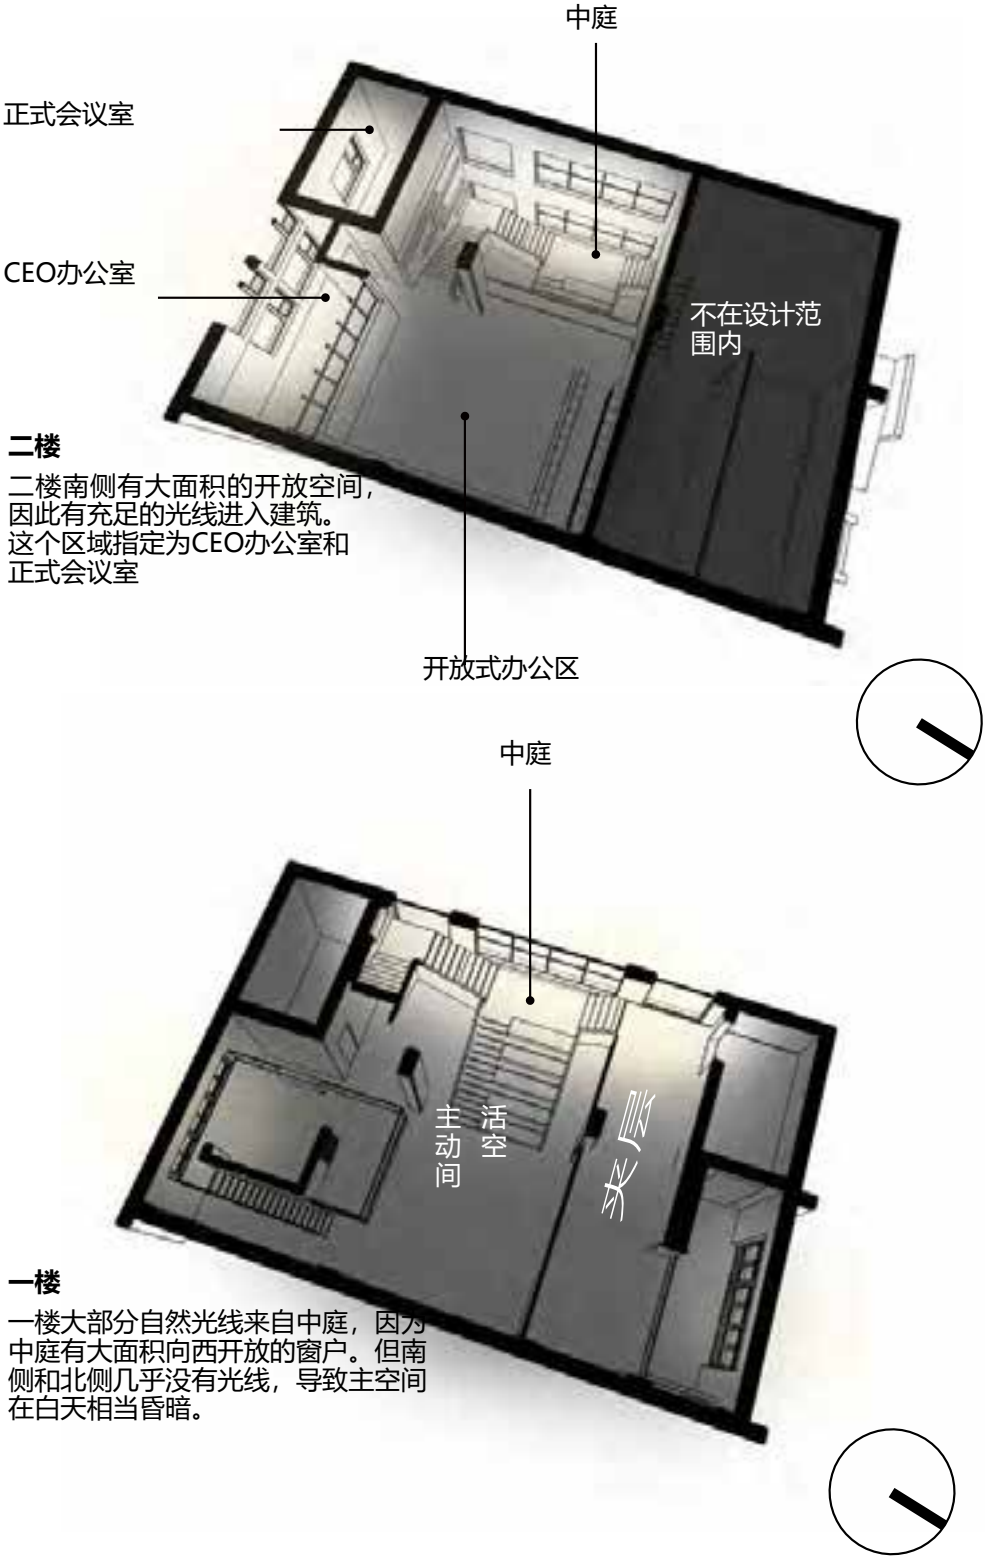 中庭
正式会议室
CEO办公室
不在设计范
围内
二楼
二楼南侧有大面积的开放空间，
因此有充足的光线进入建筑。
这个区域指定为CEO办公室和
正式会议室
开放式办公区
中庭
主 活
动 空
间
夹层
一楼
一楼大部分自然光线来自中庭，因为
中庭有大面积向西开放的窗户。但南
侧和北侧几乎没有光线，导致主空间
在白天相当昏暗。